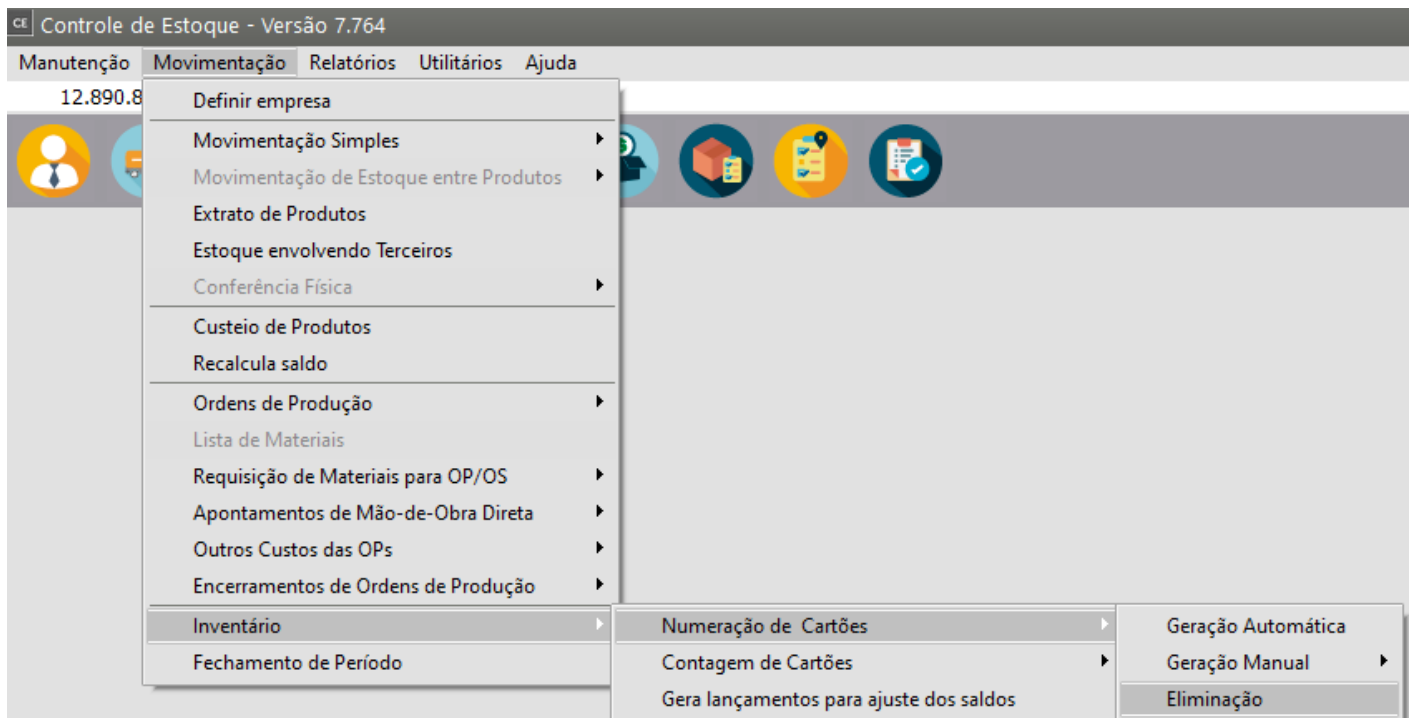 CE Controle de Estoque - Versão 7.764
Manutenção Movimentação Relatórios Utilitários Ajuda
12.890.8
Definir empresa
Movimentação Simples
Movimentação de Estoque entre Produtos
Extrato de Produtos
Estoque envolvendo Terceiros
Conferência Física
Custeio de Produtos
Recalcula saldo
Ordens de Produção
Lista de Materiais
Requisição de Materiais para OP/OS
Apontamentos de Mão-de-Obra Direta
Outros Custos das OPs
Encerramentos de Ordens de Produção
Inventário
Fechamento de Período
Numeração de Cartões
Contagem de Cartões
Gera lançamentos para ajuste dos saldos
Geração Automática
Geração Manual
Eliminação